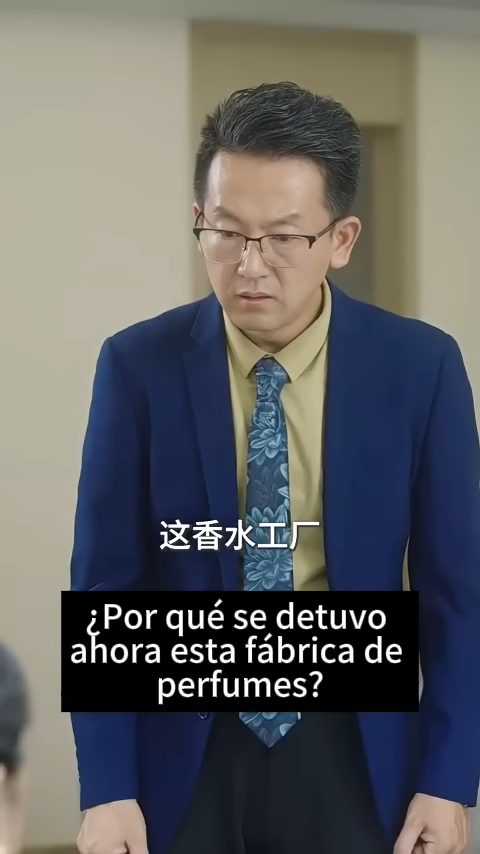 这香水工厂
¿Por qué se detuvo
ahora esta fábrica de
perfumes?